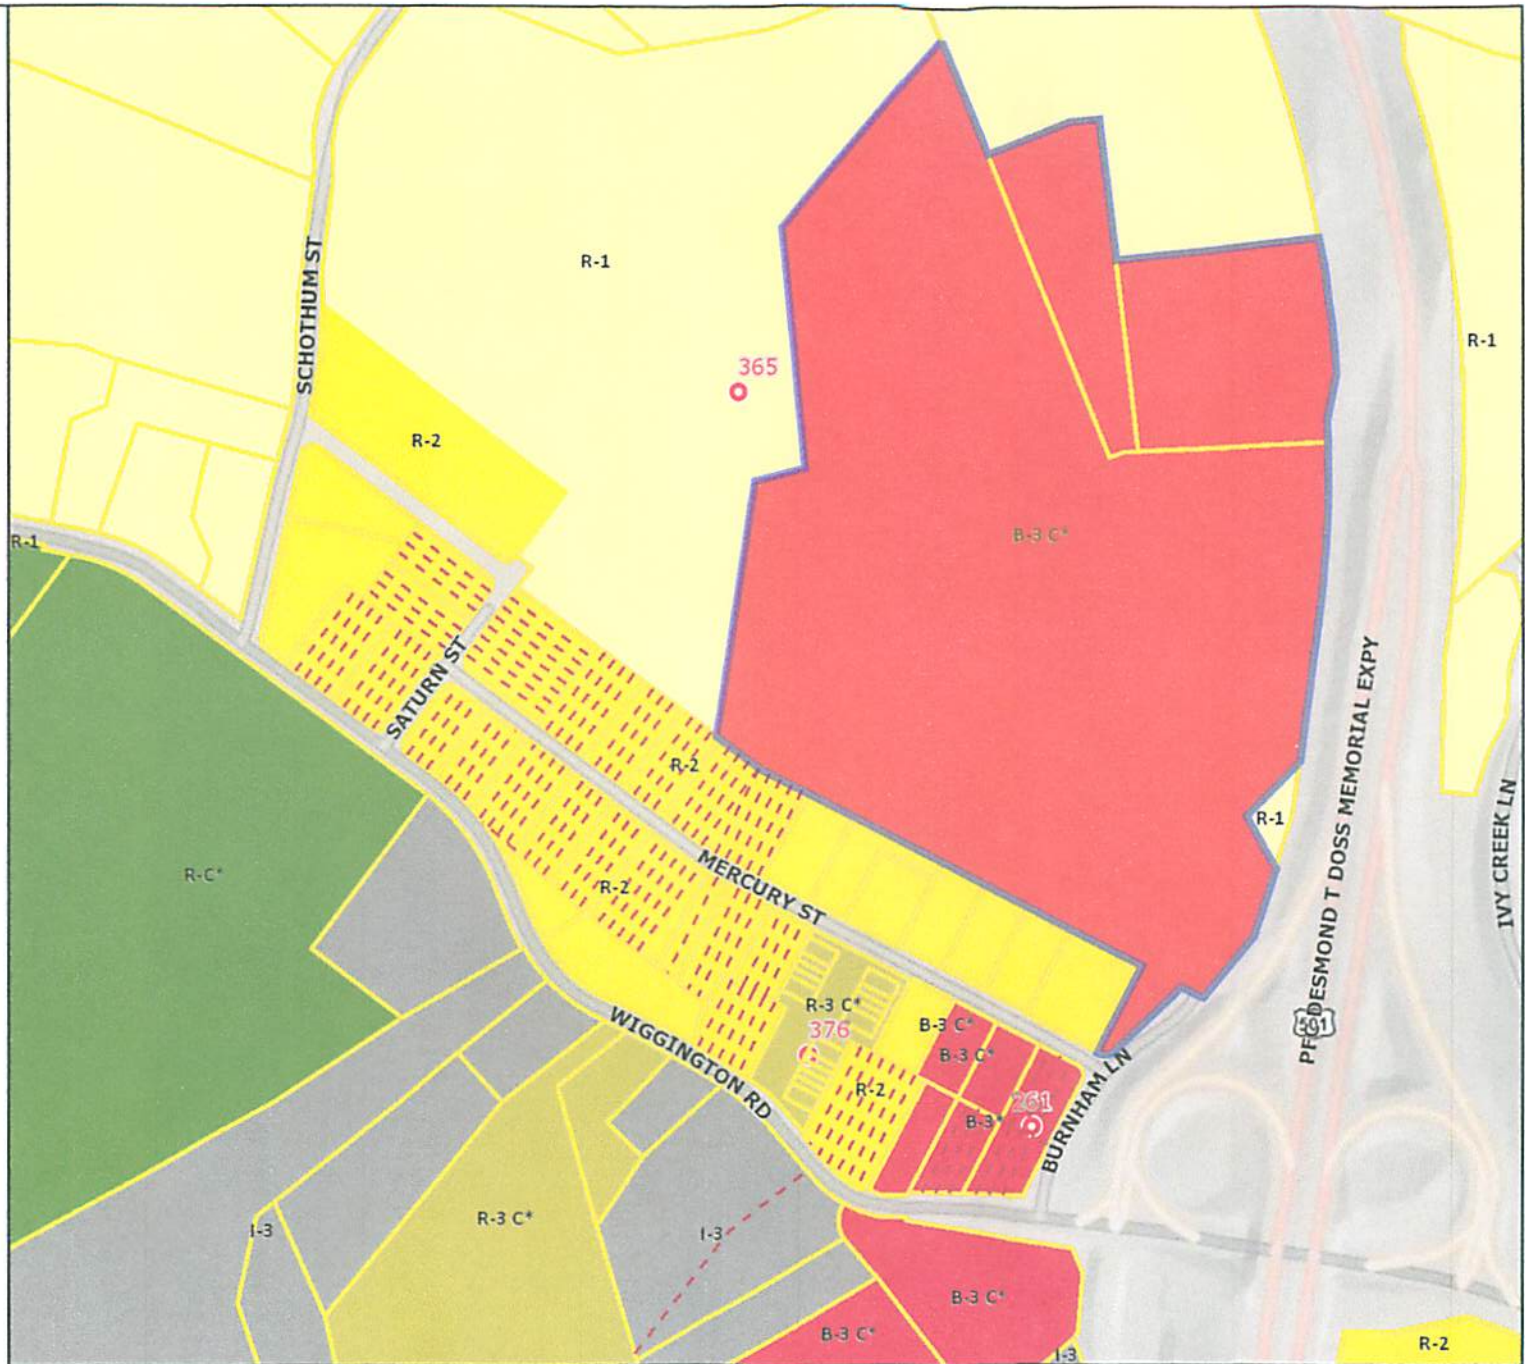 R-1
SCHOTHUM ST
365
R-1
R-2
B-3 C*
R-1
SATURN ST
R-2
R-1
R-C*
R-2
MERCURY ST
PFC DESMOND T DOSS MEMORIAL EXPY
IVY CREEK LN
R-3 C*
376
B-3 C*
B-3 C*
WIGGINGTON RD
R-2
B-3*
261
BURNHAM LN
R-3 C*
I-3
I-3
B-3 C*
B-3 C*
I-3
R-2